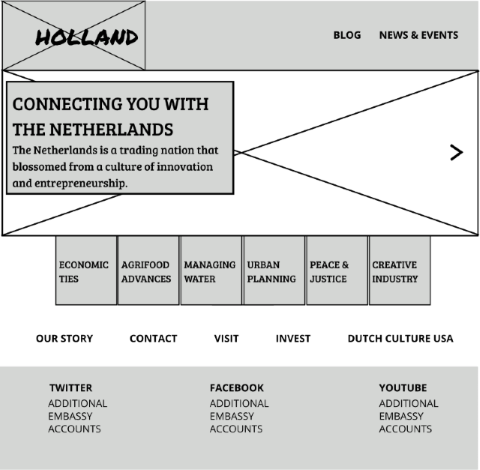 HOLLAND
BLOG NEWS & EVENTS
CONNECTING YOU WITH
THE NETHERLANDS
The Netherlands is a trading nation that
blossomed from a culture of innovation
and entrepreneurship.
ECONOMIC
TIES
AGRIFOOD
ADVANCES
MANAGING
WATER
URBAN
PLANNING
PEACE &
JUSTICE
CREATIVE
INDUSTRY
OUR STORY CONTACT VISIT INVEST DUTCH CULTURE USA
TWITTER
ADDITIONAL
EMBASSY
ACCOUNTS
FACEBOOK
ADDITIONAL
EMBASSY
ACCOUNTS
YOUTUBE
ADDITIONAL
EMBASSY
ACCOUNTS